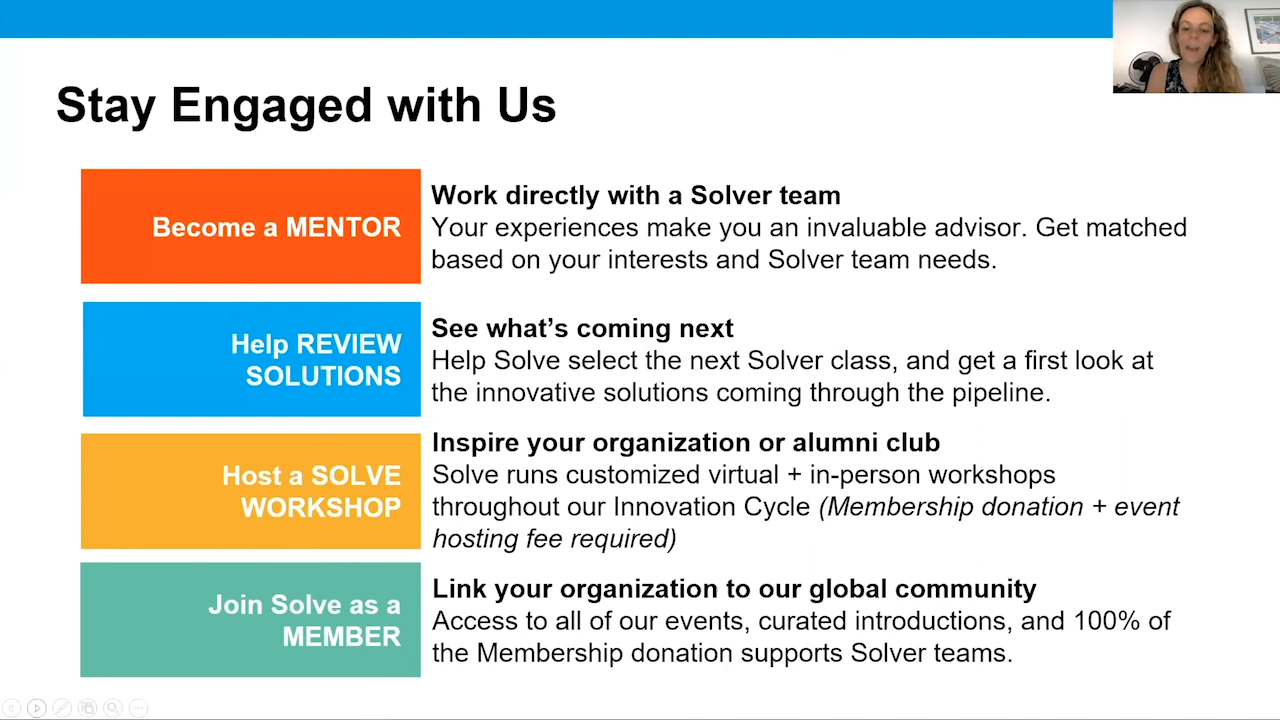 Stay Engaged with Us
Become a MENTOR
Work directly with a Solver team
Your experiences make you an invaluable advisor. Get matched
based on your interests and Solver team needs.
Help REVIEW
SOLUTIONS
See what’s coming next
Help Solve select the next Solver class, and get a first look at
the innovative solutions coming through the pipeline.
Host a SOLVE
WORKSHOP
Inspire your organization or alumni club
Solve runs customized virtual + in-person workshops
throughout our Innovation Cycle (Membership donation + event
hosting fee required)
Join Solve as a
MEMBER
Link your organization to our global community
Access to all of our events, curated introductions, and 100% of
the Membership donation supports Solver teams.